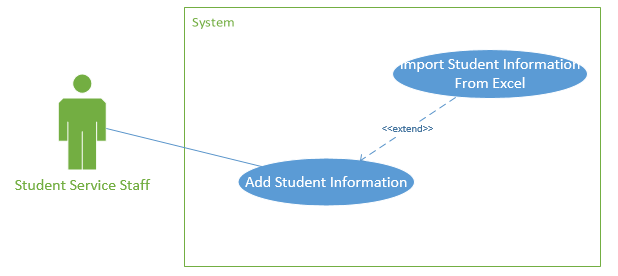 System
Import Student Information
From Excel
<<extend>>
Add Student Information
Student Service Staff